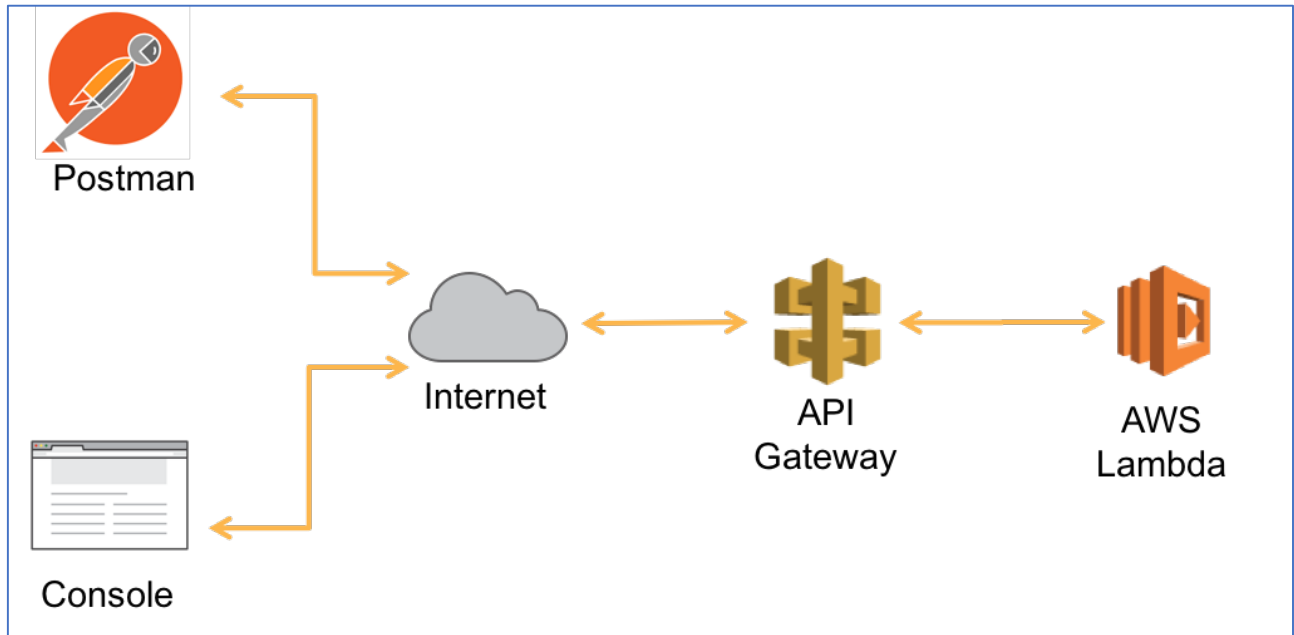 Postman
Internet
API
Gateway
AWS
Lambda
Console